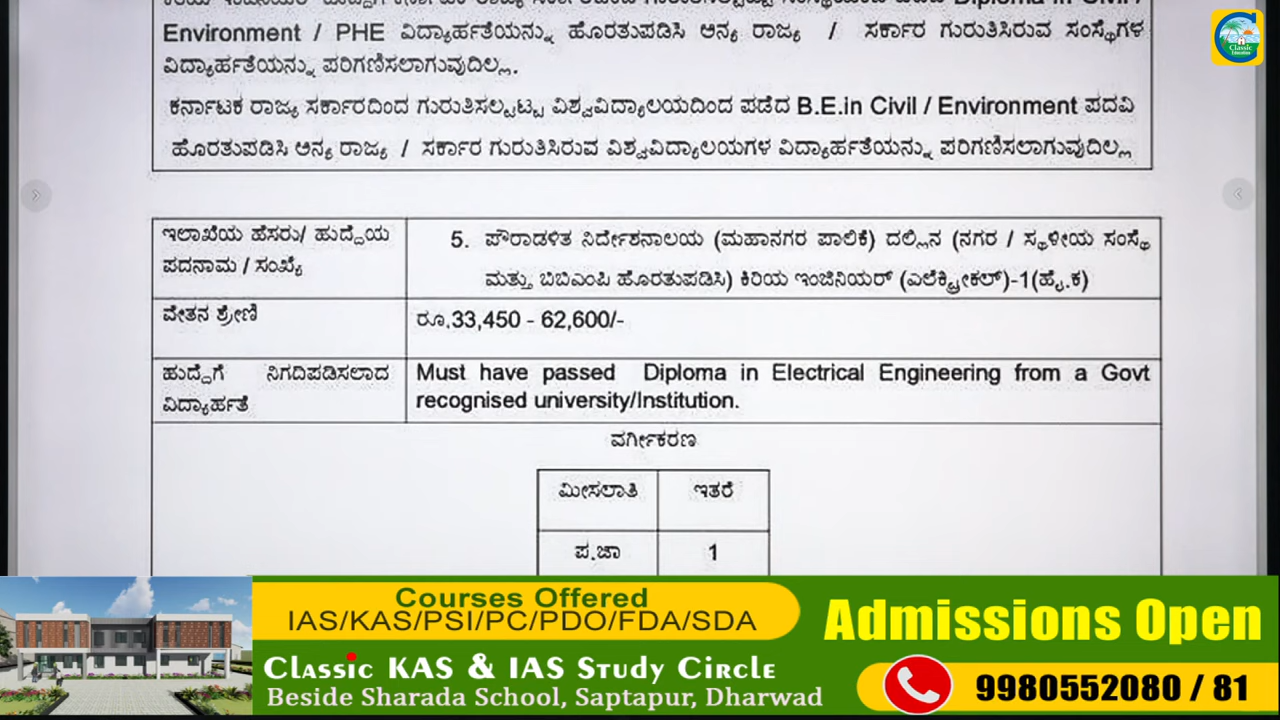 Environment / PHE ವಿದ್ಯಾರ್ಹತೆಯನ್ನು ಹೊರತುಪಡಿಸಿ ಅನ್ಯ ರಾಜ್ಯ / ಸರ್ಕಾರ ಗುರುತಿಸಿರುವ ಸಂಸ್ಥೆಗಳ
ವಿದ್ಯಾರ್ಹತೆಯನ್ನು ಪರಿಗಣಿಸಲಾಗುವುದಿಲ್ಲ.
ಕರ್ನಾಟಕ ರಾಜ್ಯ ಸರ್ಕಾರದಿಂದ ಗುರುತಿಸಲ್ಪಟ್ಟ ವಿಶ್ವವಿದ್ಯಾಲಯದಿಂದ ಪಡೆದ B.E.in Civil / Environment ಪದವಿ
ಹೊರತುಪಡಿಸಿ ಅನ್ಯ ರಾಜ್ಯ / ಸರ್ಕಾರ ಗುರುತಿಸಿರುವ ವಿಶ್ವವಿದ್ಯಾಲಯಗಳ ವಿದ್ಯಾರ್ಹತೆಯನ್ನು ಪರಿಗಣಿಸಲಾಗುವುದಿಲ್ಲ
ಇಲಾಖೆಯ ಹೆಸರು/ ಹುದ್ದೆಯ
ಪದನಾಮ / ಸಂಖ್ಯೆ
5. ಪೌರಾಡಳಿತ ನಿರ್ದೇಶನಾಲಯ (ಮಹಾನಗರ ಪಾಲಿಕೆ) ದಲ್ಲಿನ (ನಗರ / ಸ್ಥಳೀಯ ಸಂಸ್ಥೆ
ಮತ್ತು ಬಿಬಿಎಂಪಿ ಹೊರತುಪಡಿಸಿ) ಕಿರಿಯ ಇಂಜಿನಿಯರ್ (ಎಲೆಕ್ಟ್ರೀಕಲ್)-1(ಹೈ.ಕ)
ವೇತನ ಶ್ರೇಣಿ
ರೂ.33,450 - 62,600/-
ಹುದ್ದೆಗೆ ನಿಗದಿಪಡಿಸಲಾದ
ವಿದ್ಯಾರ್ಹತೆ
Must have passed Diploma in Electrical Engineering from a Govt
recognised university/Institution.
ವರ್ಗೀಕರಣ
ಮೀಸಲಾತಿ ಇತರೆ
ಪ.ಜಾ 1
Classic
Education
Courses Offered
IAS/KAS/PSI/PC/PDO/FDA/SDA
Classic KAS & IAS Study Circle
Beside Sharada School, Saptapur, Dharwad
Admissions Open
9980552080 / 81